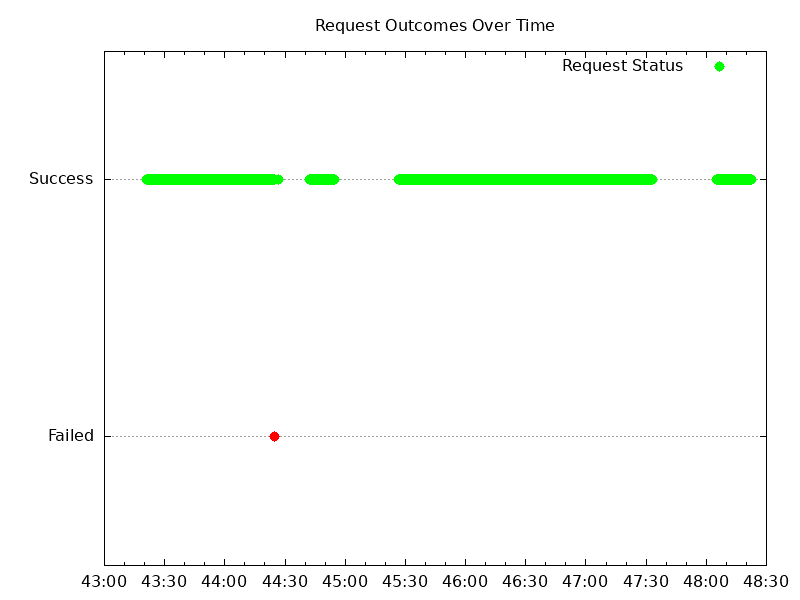 Request Outcomes Over Time
Request Status
Success
Failed
43:00 43:30 44:00 44:30 45:00 45:30 46:00 46:30 47:00 47:30 48:00 48:30